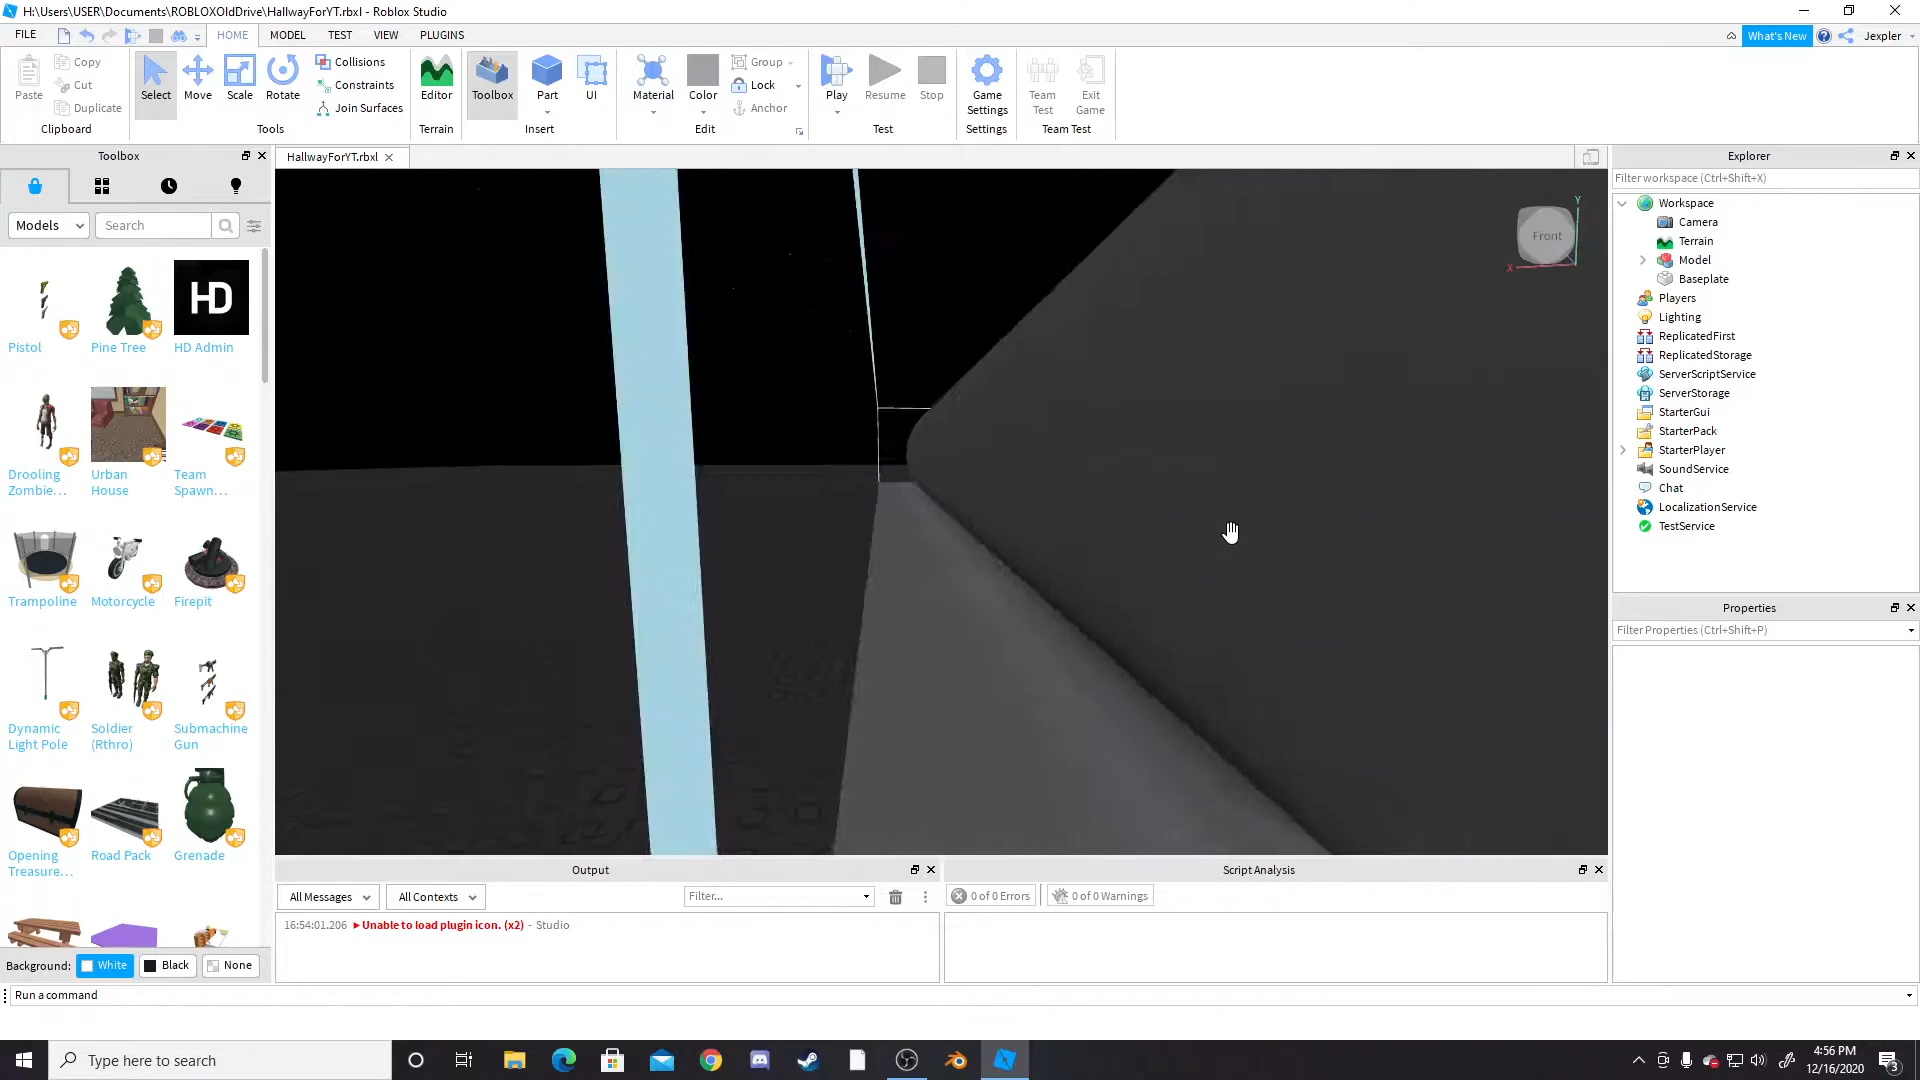 H:\Users\USER\Documents\ROBLOXOldDrive\HallwayForYT.rbxl - Roblox Studio
FILE HOME MODEL TEST VIEW PLUGINS What's New Jexpler
Paste Copy Cut Duplicate
Clipboard
Select Move Scale Rotate
Collisions
Constraints
Join Surfaces
Tools
Editor
Terrain
Toolbox Part UI
Insert
Material Color Group Lock Anchor
Edit
Play Resume Stop
Test
Game Settings
Settings
Team Test Exit Game
Team Test
Toolbox
Models Search
Pistol Pine Tree HD HD Admin
Drooling Zombie... Urban House Team Spawn...
Trampoline Motorcycle Firepit
Dynamic Light Pole Soldier (Rthro) Submachine Gun
Opening Treasure... Road Pack Grenade
Background: White Black None
HallwayForYT.rbxl
Front
Y
X
Output
All Messages All Contexts Filter...
16:54:01.206 Unable to load plugin icon. (x2) - Studio
Script Analysis
0 of 0 Errors 0 of 0 Warnings
Explorer
Filter workspace (Ctrl+Shift+X)
Workspace
Camera
Terrain
Model
Baseplate
Players
Lighting
ReplicatedFirst
ReplicatedStorage
ServerScriptService
ServerStorage
StarterGui
StarterPack
StarterPlayer
SoundService
Chat
LocalizationService
TestService
Properties
Filter Properties (Ctrl+Shift+P)
Run a command
Type here to search
4:56 PM
12/16/2020
3